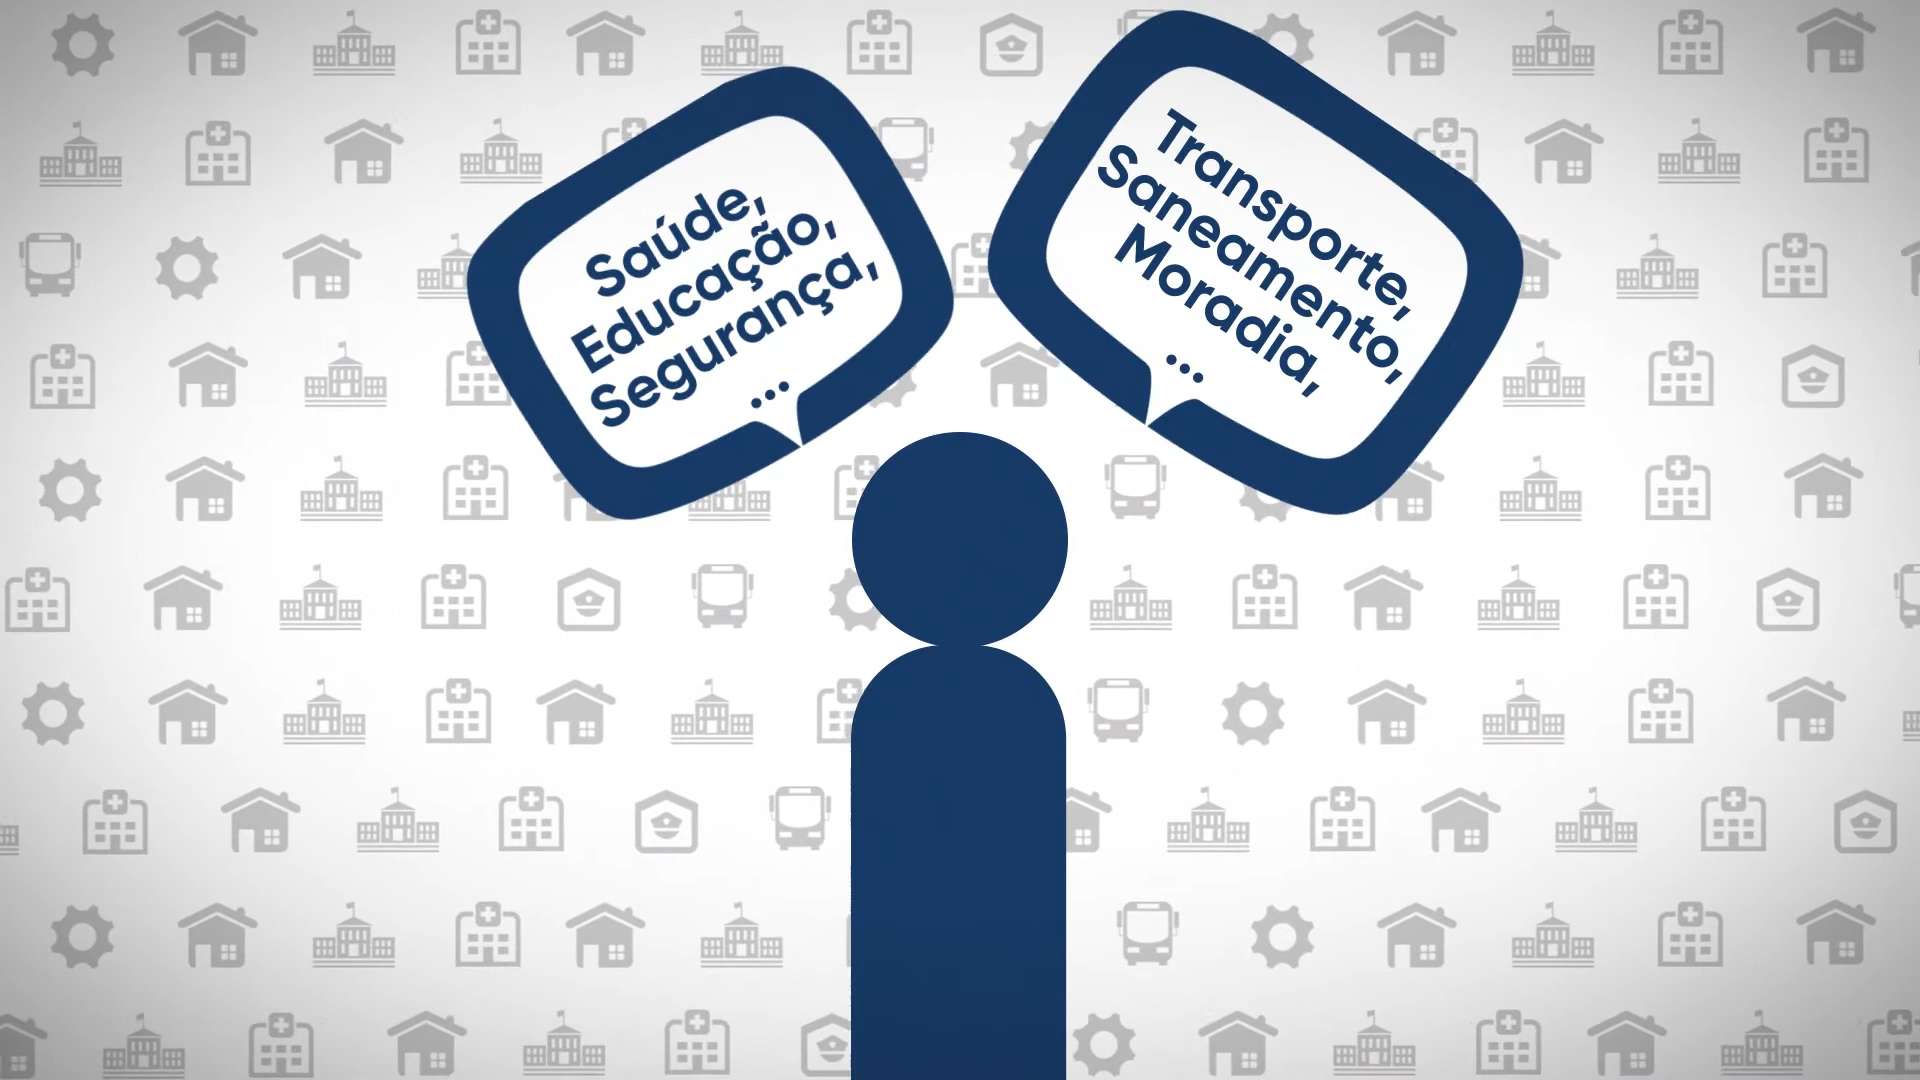 Saúde,
Educação,
Segurança,
...
Transporte,
Saneamento,
Moradia,
...